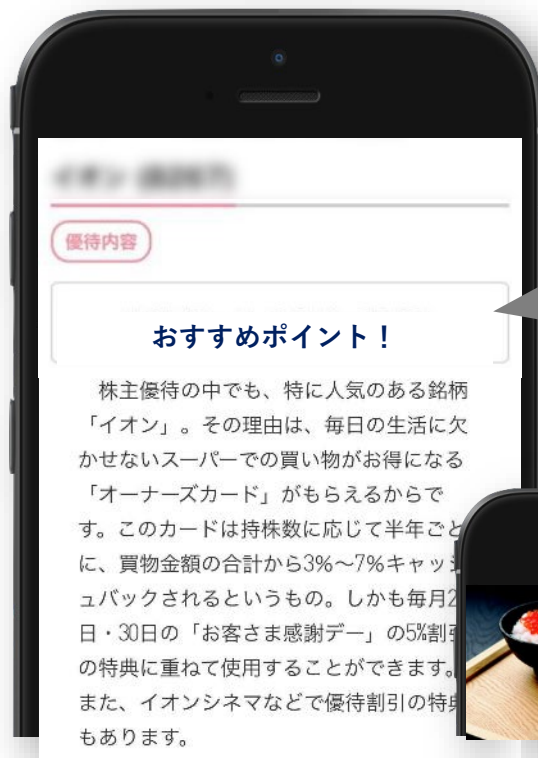 優待内容
おすすめポイント！
株主優待の中でも、特に人気のある銘柄
「イオン」。その理由は、毎日の生活に欠
かせないスーパーでの買い物がお得になる
「オーナーズカード」がもらえるからで
す。このカードは持株数に応じて半年ごと
に、買物金額の合計から3%～7%キャッシ
ュバックされるというもの。しかも毎月2
日・30日の「お客さま感謝デー」の5%割引
の特典に重ねて使用することができます。
また、イオンシネマなどで優待割引の特典
もあります。